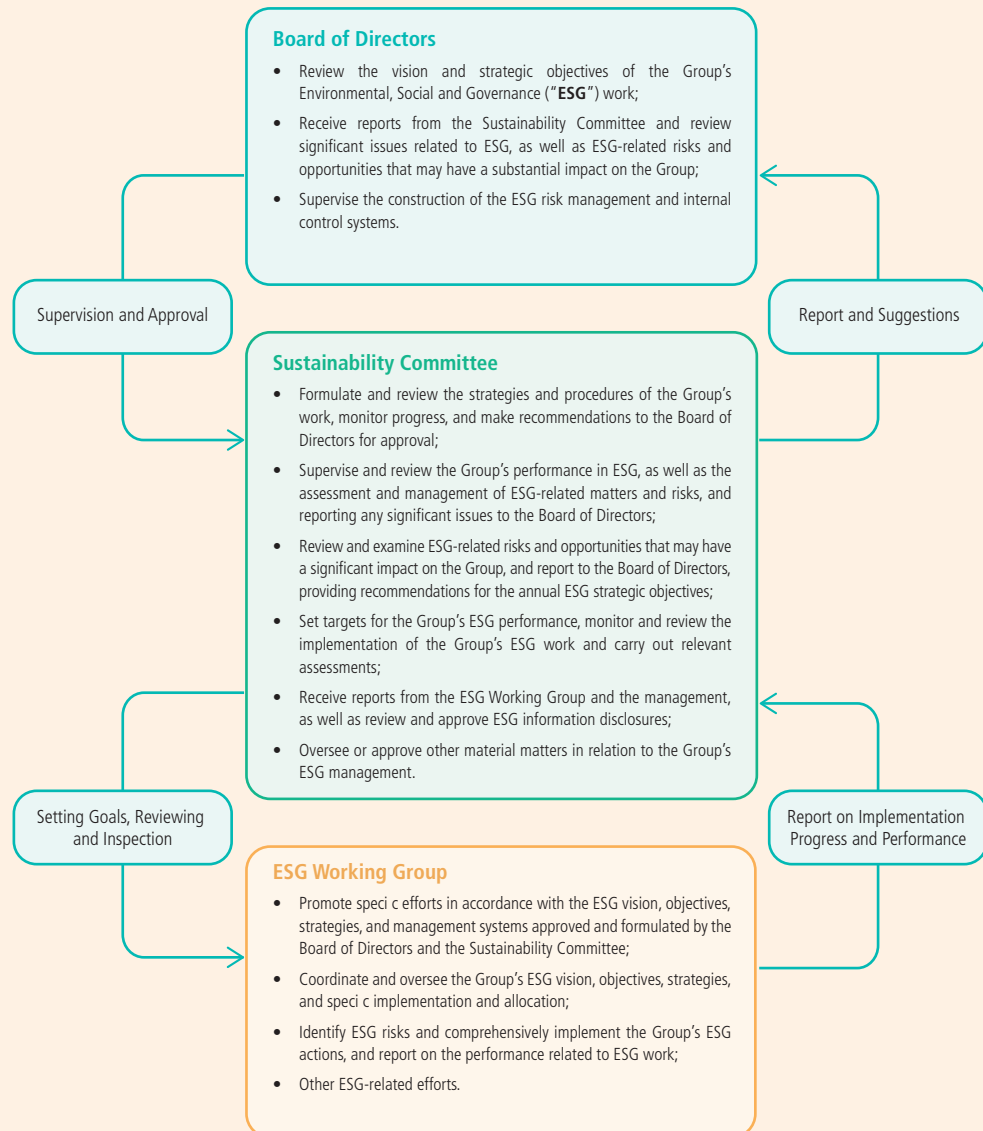 Board of Directors
• Review the vision and strategic objectives of the Group's
Environmental, Social and Governance ("ESG") work;
• Receive reports from the Sustainability Committee and review
significant issues related to ESG, as well as ESG-related risks and
opportunities that may have a substantial impact on the Group;
• Supervise the construction of the ESG risk management and internal
control systems.
Supervision and Approval
Report and Suggestions
Sustainability Committee
• Formulate and review the strategies and procedures of the Group's
work, monitor progress, and make recommendations to the Board of
Directors for approval;
• Supervise and review the Group's performance in ESG, as well as the
assessment and management of ESG-related matters and risks, and
reporting any significant issues to the Board of Directors;
• Review and examine ESG-related risks and opportunities that may have
a significant impact on the Group, and report to the Board of Directors,
providing recommendations for the annual ESG strategic objectives;
• Set targets for the Group's ESG performance, monitor and review the
implementation of the Group's ESG work and carry out relevant
assessments;
• Receive reports from the ESG Working Group and the management,
as well as review and approve ESG information disclosures;
• Oversee or approve other material matters in relation to the Group's
ESG management.
Setting Goals, Reviewing
and Inspection
Report on Implementation
Progress and Performance
ESG Working Group
• Promote speci c efforts in accordance with the ESG vision, objectives,
strategies, and management systems approved and formulated by the
Board of Directors and the Sustainability Committee;
• Coordinate and oversee the Group's ESG vision, objectives, strategies,
and speci c implementation and allocation;
• Identify ESG risks and comprehensively implement the Group's ESG
actions, and report on the performance related to ESG work;
• Other ESG-related efforts.